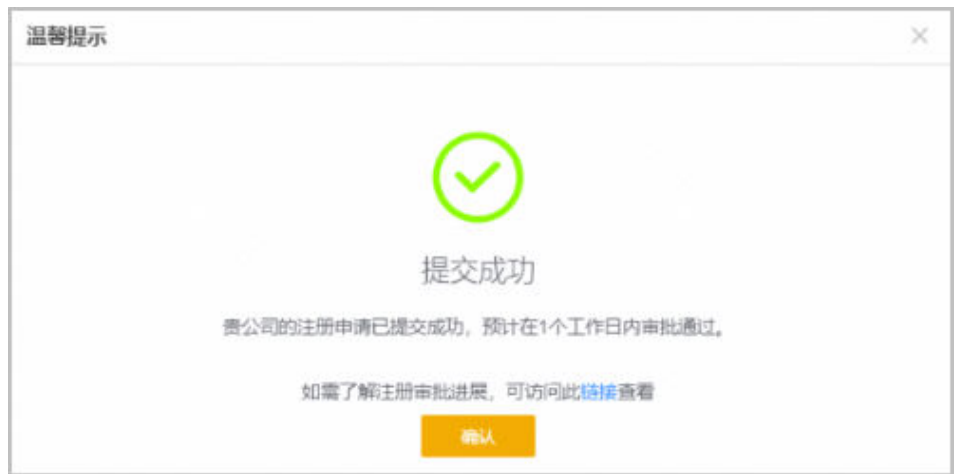 温馨提示
提交成功
贵公司的注册申请已提交成功，预计在1个工作日内审批通过。
如需了解注册审批进展，可访问此链接查看
确认